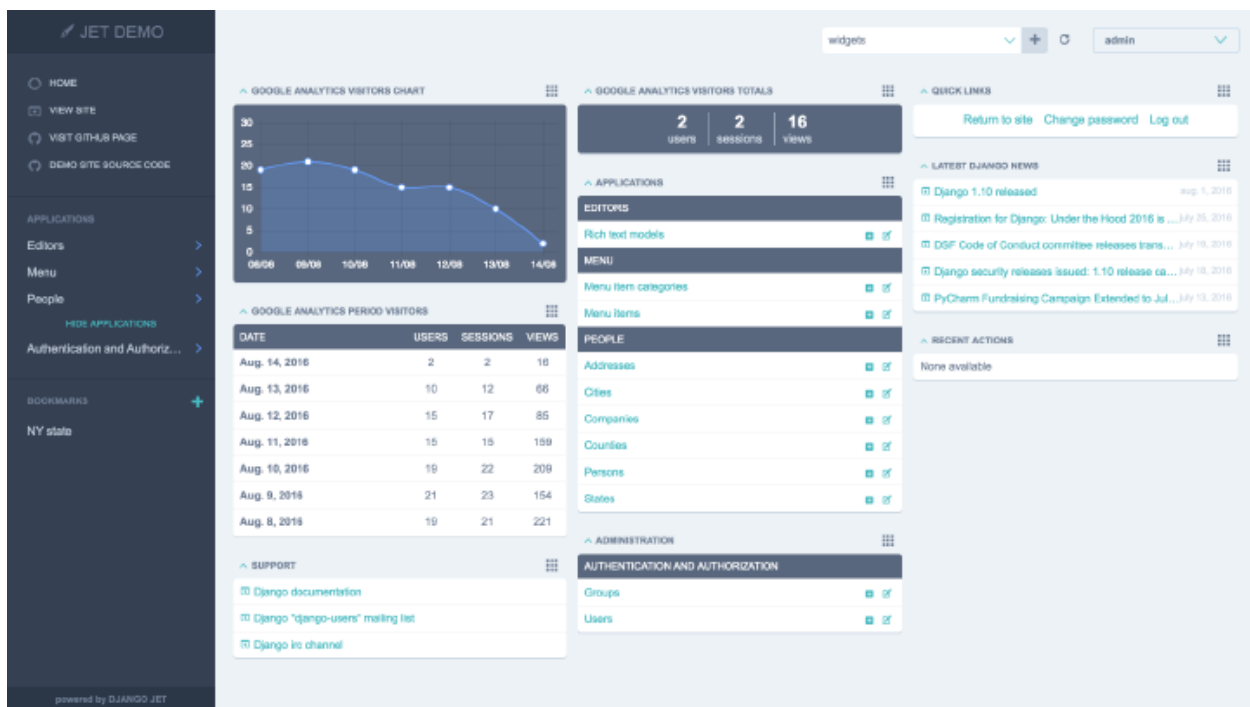 JET DEMO
HOME
VIEW SITE
VISIT GITHUB PAGE
DEMO SITE SOURCE CODE
APPLICATIONS
Editors
Menu
People
HIDE APPLICATIONS
Authentication and Authoriz...
BOOKMARKS
NY state
powered by DJANGO JET
widgets
admin
GOOGLE ANALYTICS VISITORS CHART
30
25
20
15
10
5
0
08/08 09/08 10/08 11/08 12/08 13/08 14/08
GOOGLE ANALYTICS PERIOD VISITORS
DATE USERS SESSIONS VIEWS
Aug. 14, 2016 2 2 16
Aug. 13, 2016 10 12 66
Aug. 12, 2016 15 17 85
Aug. 11, 2016 15 15 159
Aug. 10, 2016 19 22 209
Aug. 9, 2016 21 23 154
Aug. 8, 2016 19 21 221
SUPPORT
Django documentation
Django "django-users" mailing list
Django irc channel
GOOGLE ANALYTICS VISITORS TOTALS
2 2 16
users sessions views
APPLICATIONS
EDITORS
Rich text models
MENU
Menu item categories
Menu items
PEOPLE
Addresses
Cities
Companies
Counties
Persons
States
ADMINISTRATION
AUTHENTICATION AND AUTHORIZATION
Groups
Users
QUICK LINKS
Return to site Change password Log out
LATEST DJANGO NEWS
Django 1.10 released aug. 1, 2016
Registration for Django: Under the Hood 2016 is ... july 25, 2016
DSF Code of Conduct committee releases trans... july 18, 2016
Django security releases issued: 1.10 release ca... july 18, 2016
PyCharm Fundraising Campaign Extended to Jul... july 13, 2016
RECENT ACTIONS
None available